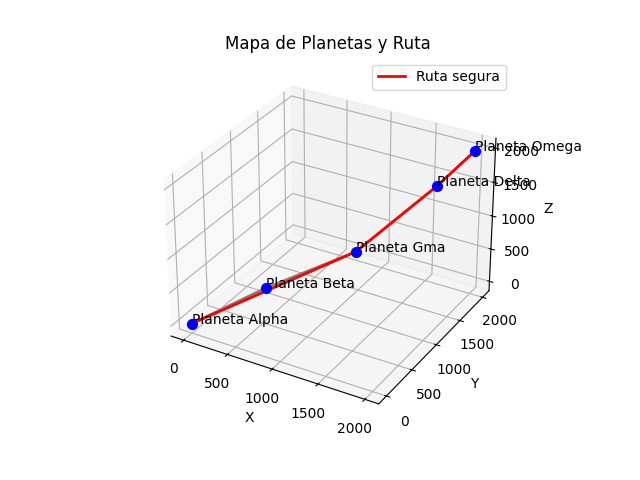 Mapa de Planetas y Ruta
Ruta segura
Planeta Omega
Planeta Delta
Planeta Gma
Planeta Beta
Planeta Alpha
2000
1500
1000
500
0
Z
2000
1500
1000
500
0
Y
0
500
1000
1500
2000
X